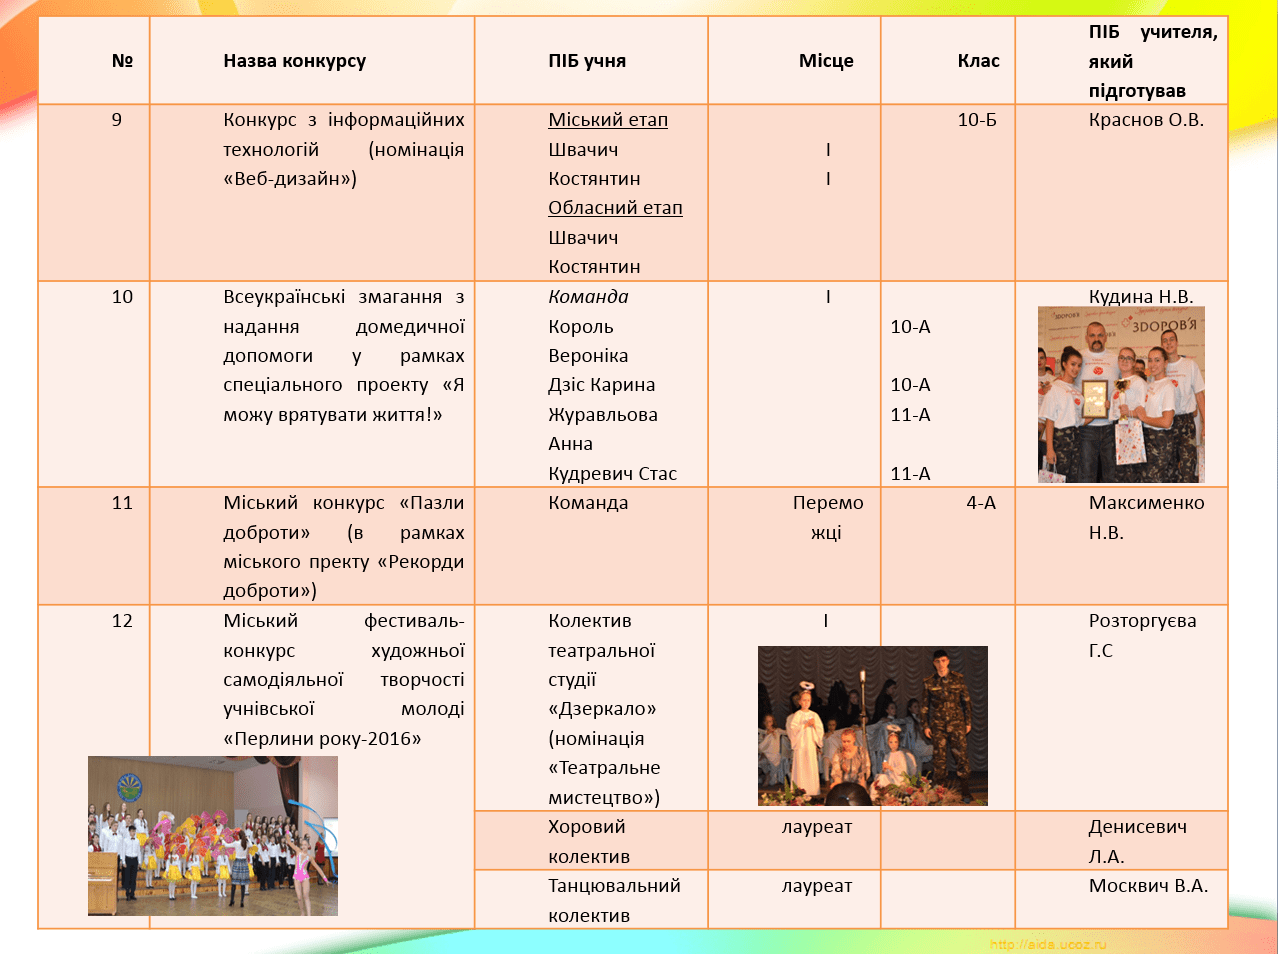 № Назва конкурсу ПІБ учня Місце Клас ПІБ учителя,
який
підготував
9 Конкурс з інформаційних Міський етап 10-Б Краснов О.В.
технологій (номінація Швачич І
«Веб-дизайн») Костянтин І
Обласний етап
Швачич
Костянтин
10 Всеукраїнські змагання з Команда І Кудина Н.В.
надання домедичної Король 10-А
допомоги у рамках Вероніка
спеціального проекту «Я Дзіс Карина 10-А
можу врятувати життя!» Журавльова 11-А
Анна
Кудревич Стас 11-А
ЗДОРОВ'Я
ЗДОРОВ'Я
11 Міський конкурс «Пазли Команда Перемо 4-А Максименко
доброти» (в рамках жці Н.В.
міського пректу «Рекорди
доброти»)
12 Міський фестиваль- Колектив І Розторгуєва
конкурс художньої театральної Г.С
самодіяльної творчості студії
учнівської молоді «Дзеркало»
«Перлини року-2016» (номінація
«Театральне
мистецтво»)
Хоровий лауреат Денисевич
колектив Л.А.
Танцювальний лауреат Москвич В.А.
колектив
http://aida.ucoz.ru